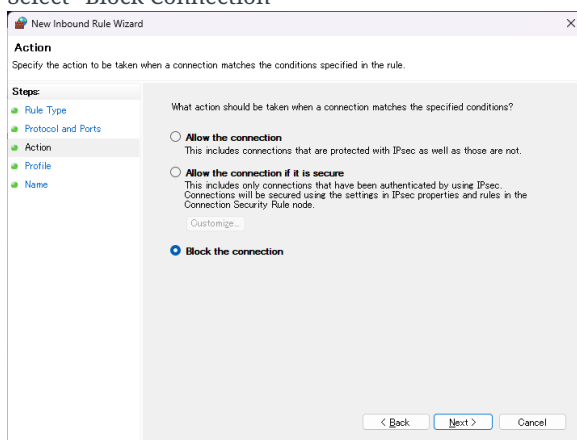 Select "Block Connection"
New Inbound Rule Wizard
Action
Specify the action to be taken when a connection matches the conditions specified in the rule.
Steps:
Rule Type
Protocol and Ports
Action
Profile
Name
What action should be taken when a connection matches the specified conditions?
Allow the connection
This includes connections that are protected with IPsec as well as those are not.
Allow the connection if it is secure
This includes only connections that have been authenticated by using IPsec.
Connections will be secured using the settings in IPsec properties and rules in the
Connection Security Rule node.
Customize...
Block the connection
< Back
Next >
Cancel